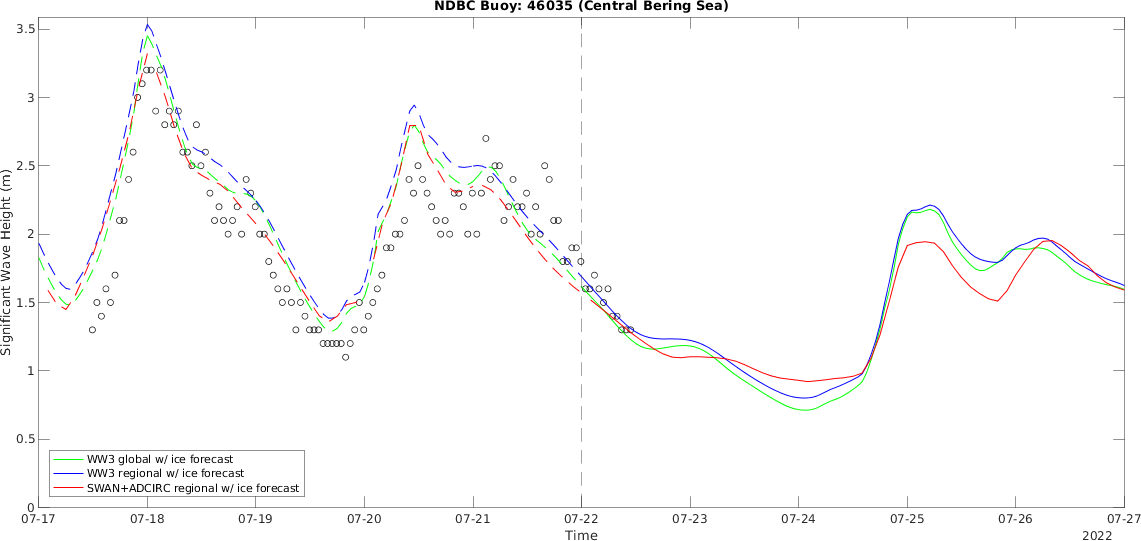 NDBC Buoy: 46035 (Central Bering Sea)
3.5
3
2.5
2
1.5
1
0.5
0
Significant Wave Height (m)
WW3 global w/ ice forecast
WW3 regional w/ ice forecast
SWAN+ADCIRC regional w/ ice forecast
07-17 07-18 07-19 07-20 07-21 07-22 07-23 07-24 07-25 07-26 07-27
Time
2022